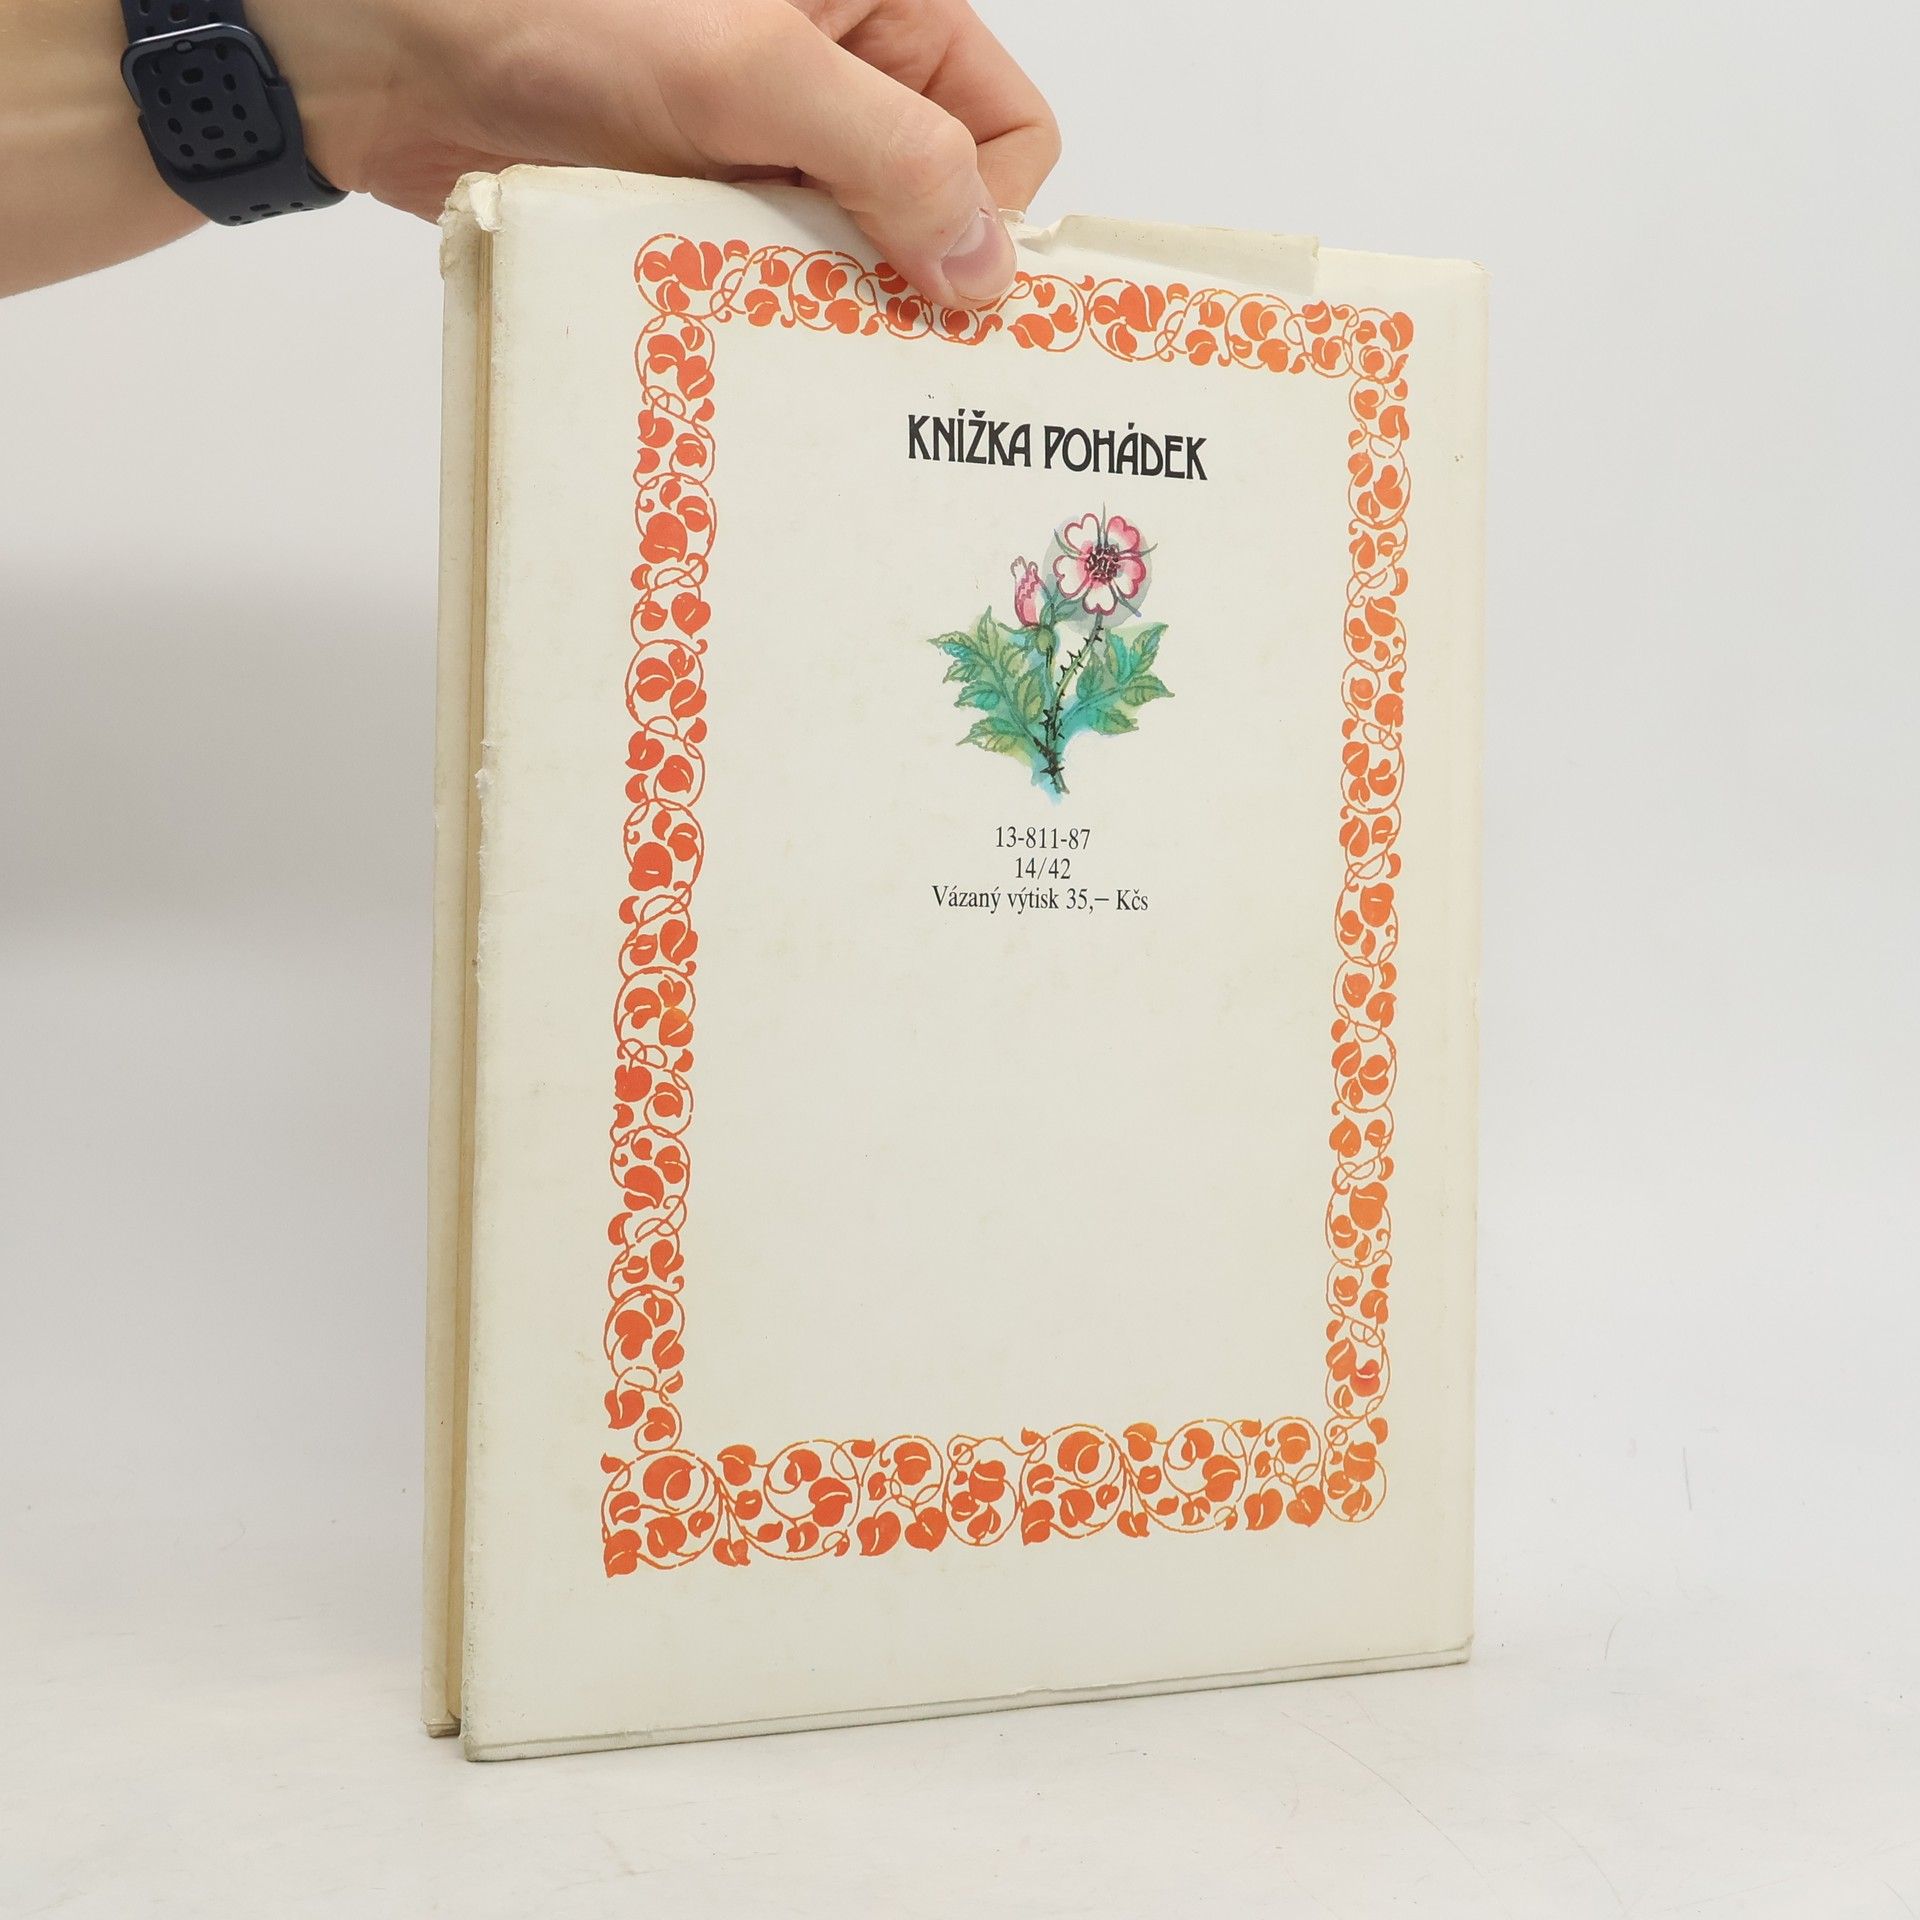 KNÍŽKA POHÁDEK
13-811-87
14/42
Vázaný výtisk 35,— Kčs